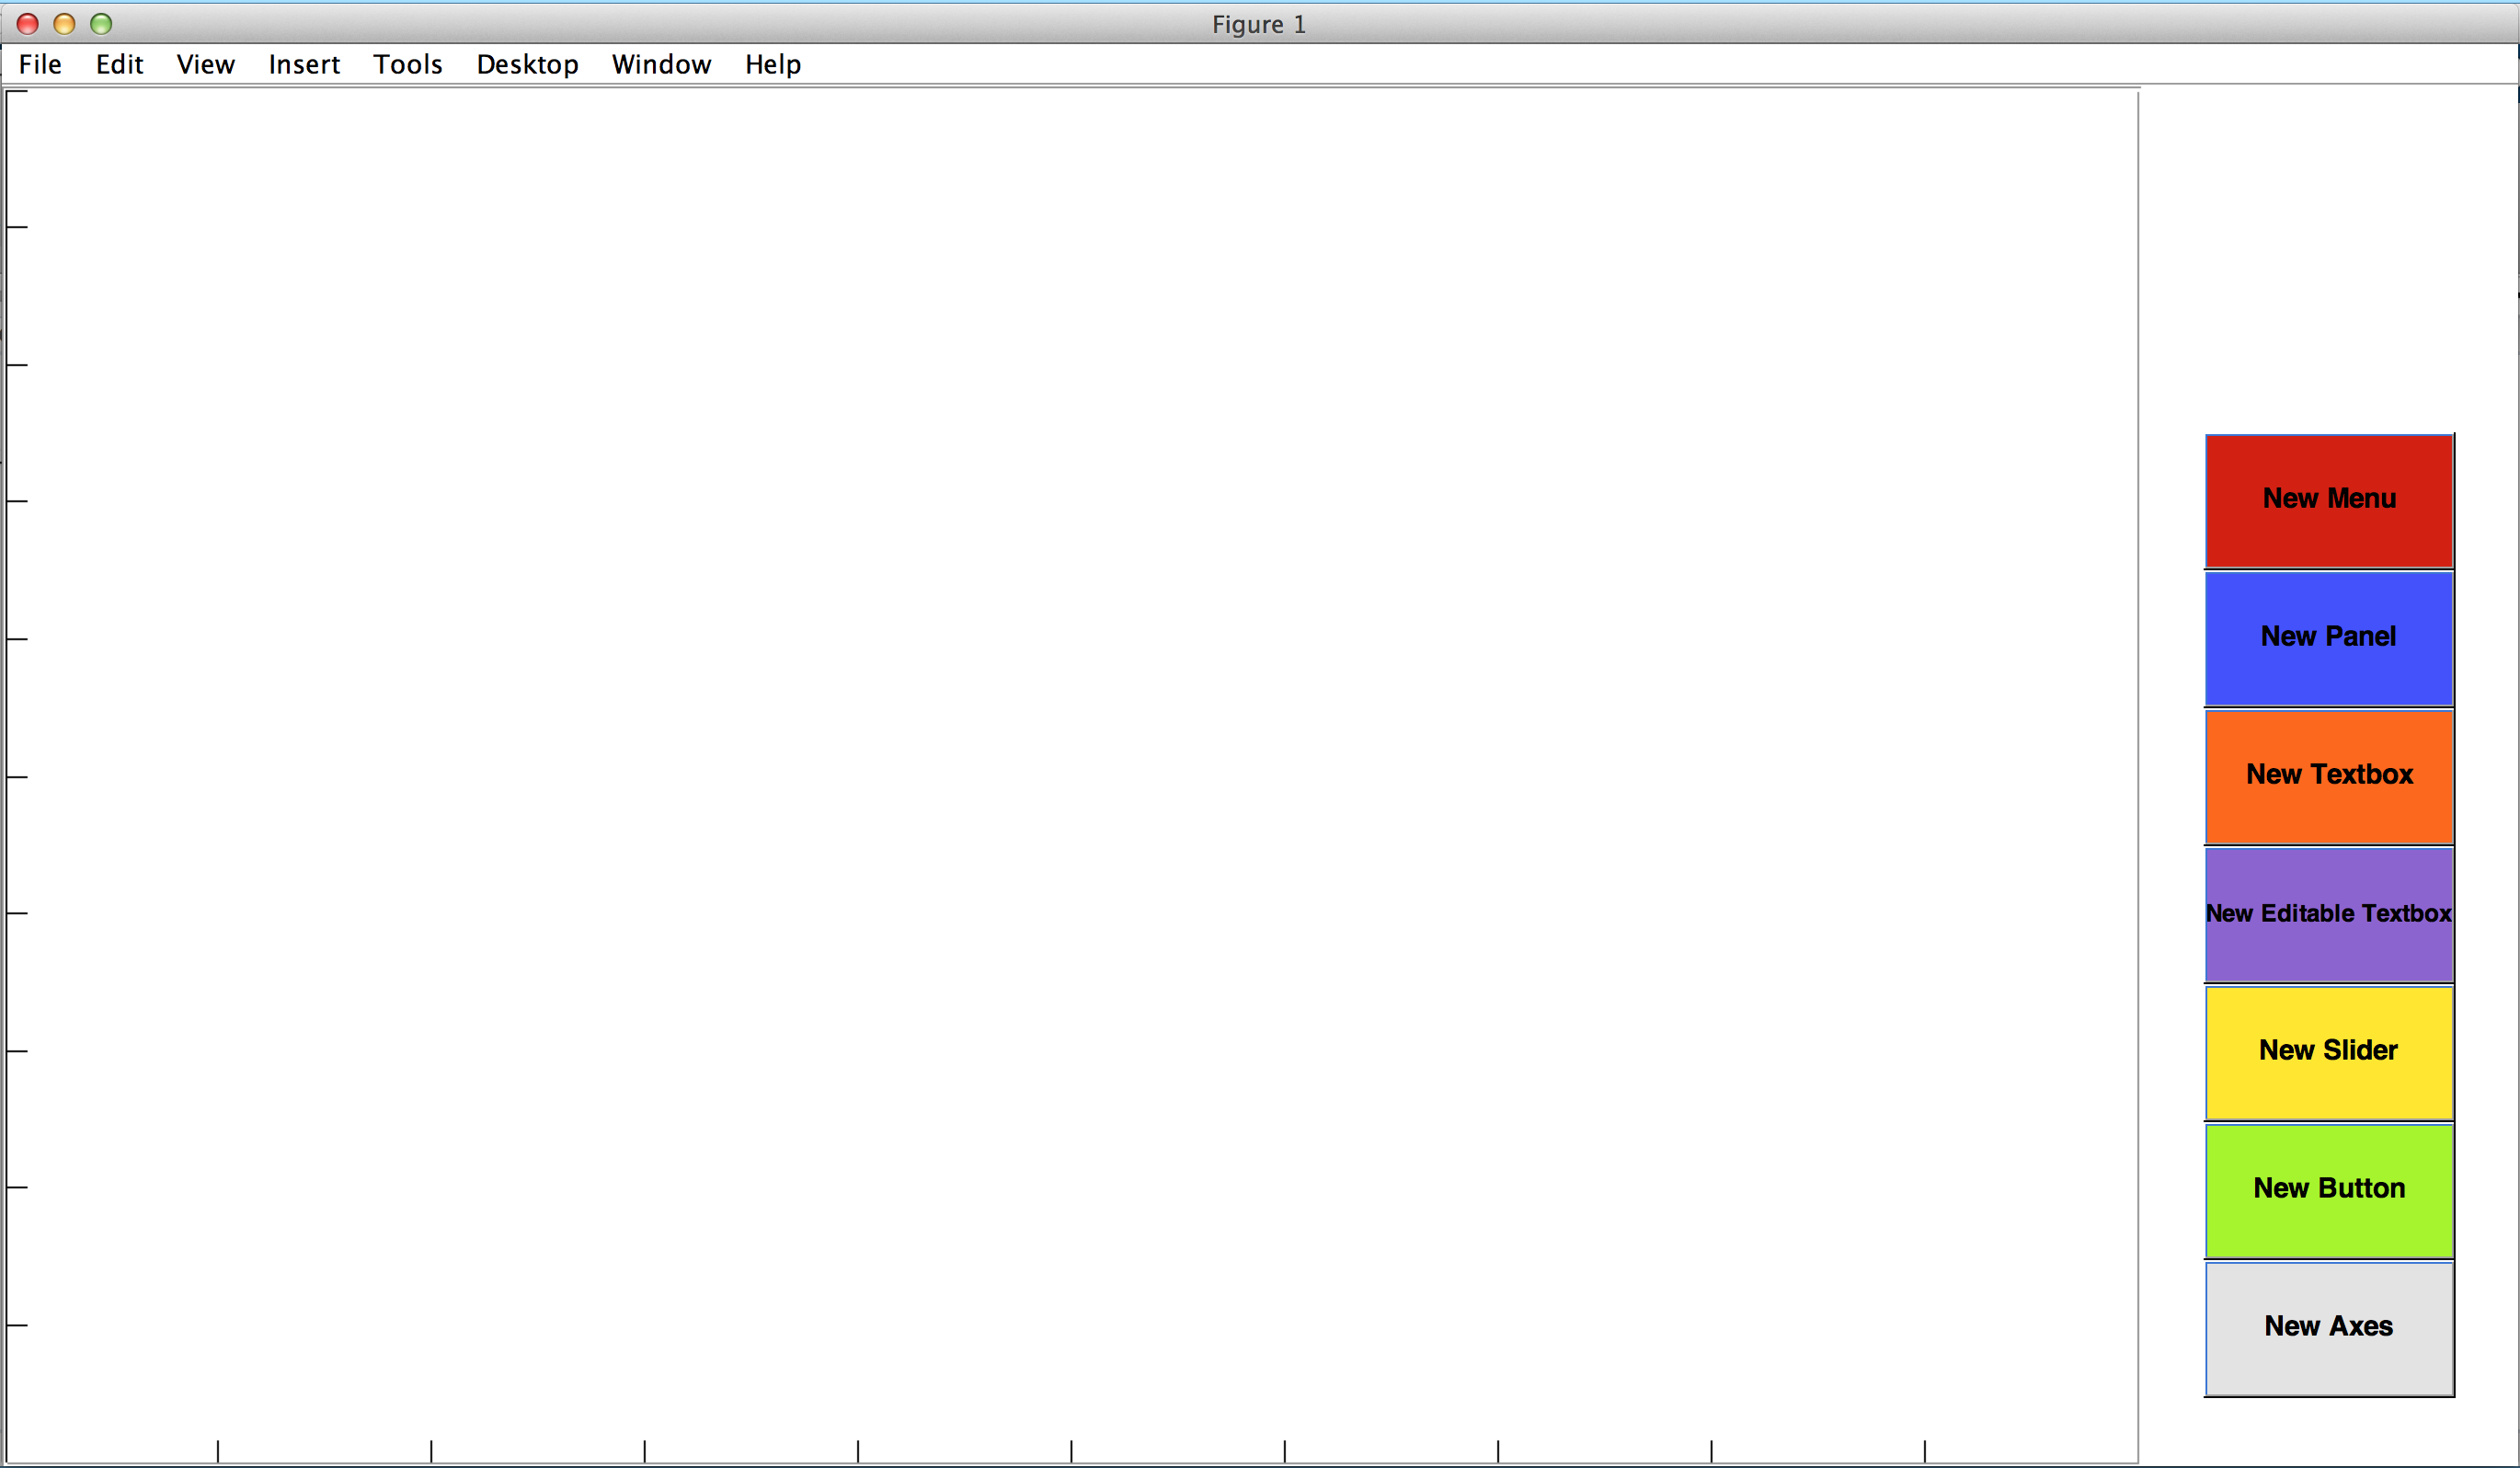 Figure 1
File Edit View Insert Tools Desktop Window Help
New Menu
New Panel
New Textbox
New Editable Textbox
New Slider
New Button
New Axes